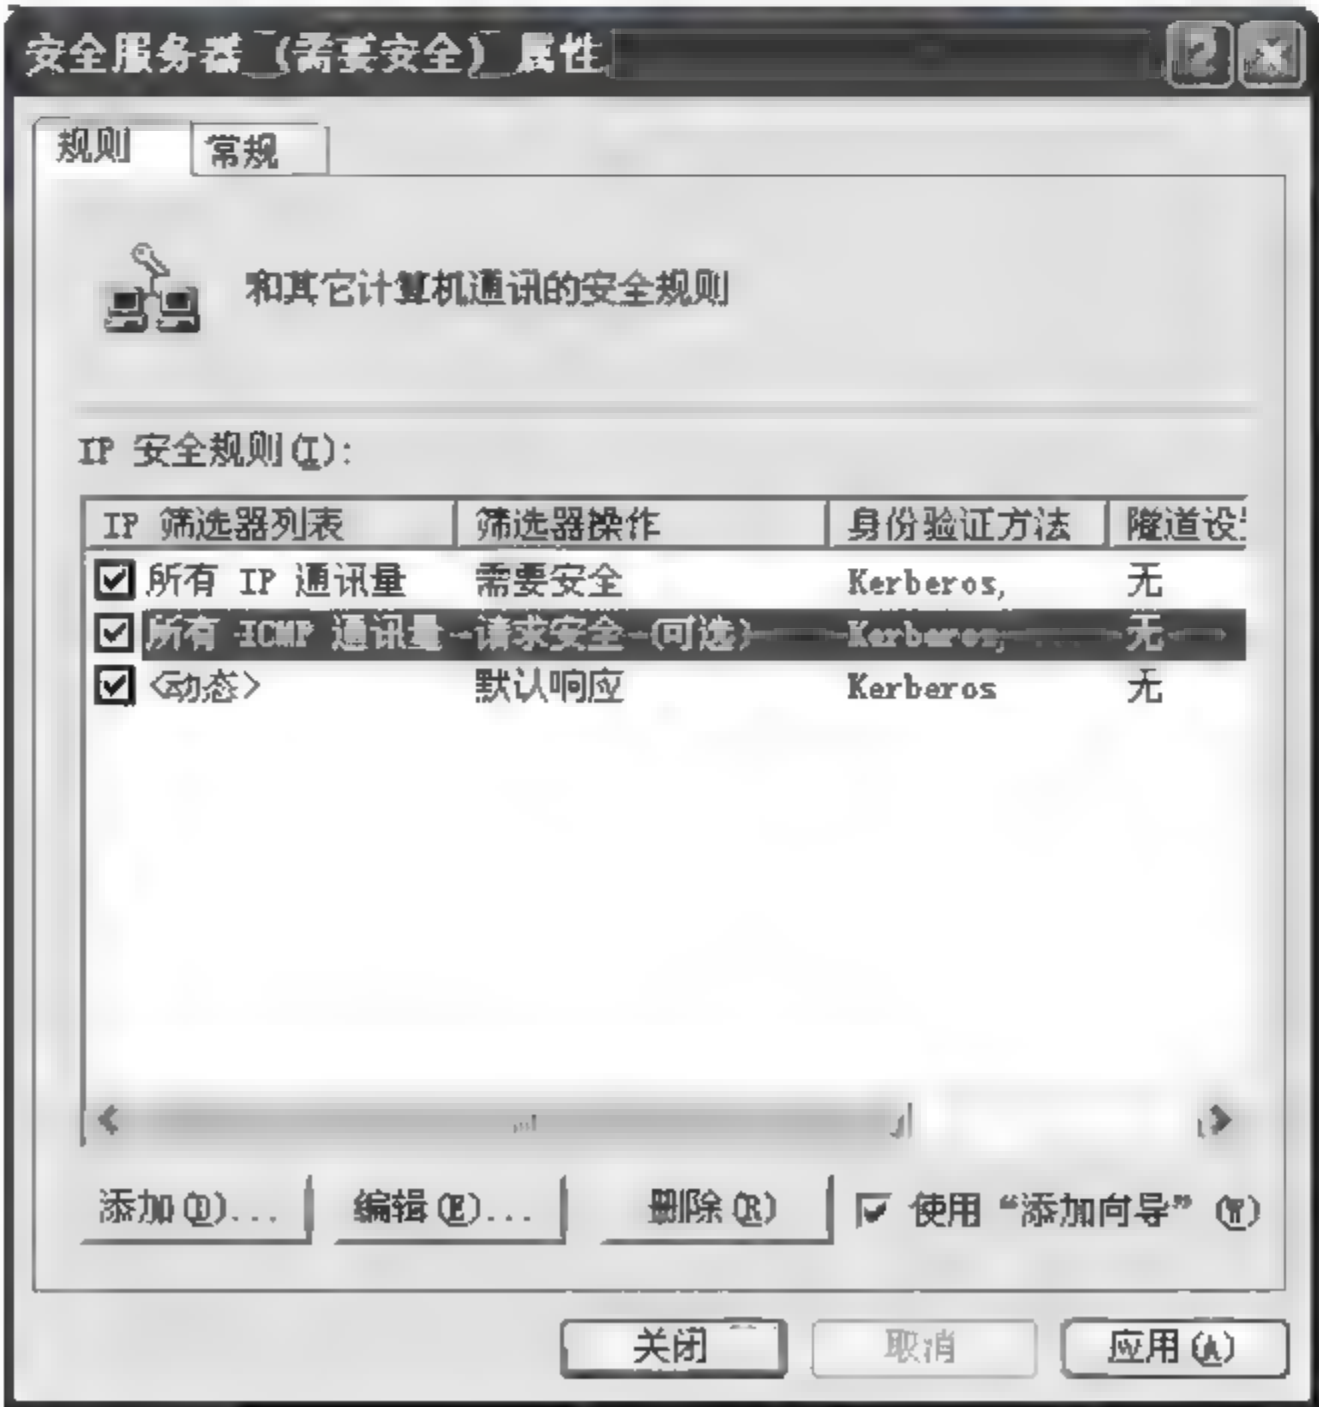 安全服务器 (需要安全) 属性
规则 常规
和其它计算机通讯的安全规则
IP 安全规则(I):
IP 筛选器列表 筛选器操作 身份验证方法 隧道设
所有 IP 通讯量 需要安全 Kerberos, 无
所有 ICMP 通讯量 请求安全 (可选) Kerberos, 无
<动态> 默认响应 Kerberos 无
添加(D)... 编辑(E)... 删除(R) 使用“添加向导”(W)
关闭 取消 应用(A)